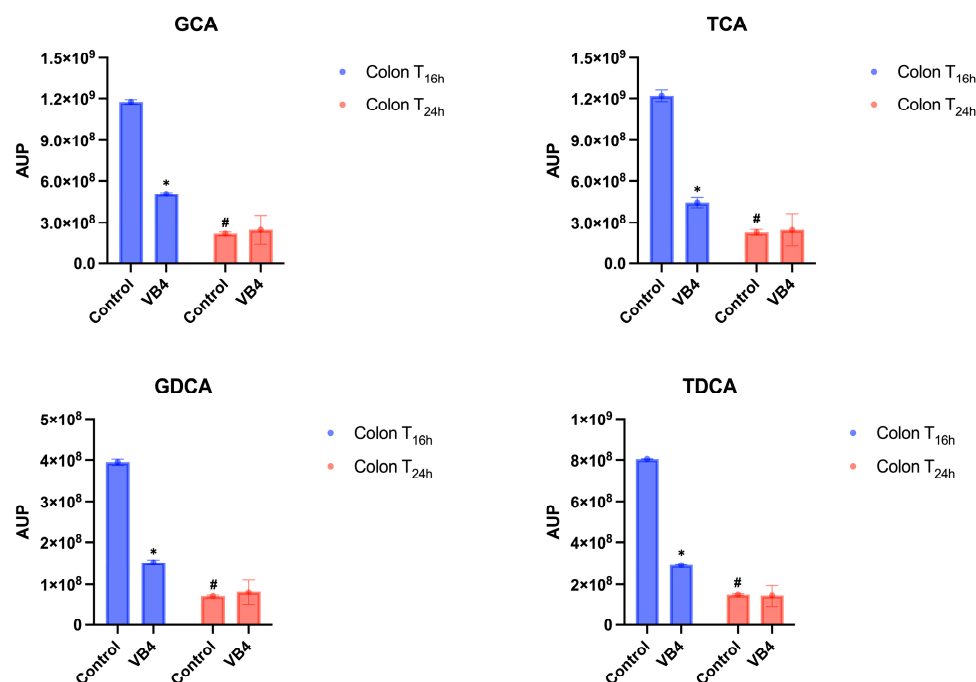 GCA
1.5×10⁹
1.2×10⁹
9.0×10⁸
6.0×10⁸
3.0×10⁸
0.0
AUP
*
#
Control
VB4
Control
VB4
Colon T₁₆ₕ
Colon T₂₄ₕ
TCA
1.5×10⁹
1.2×10⁹
9.0×10⁸
6.0×10⁸
3.0×10⁸
0.0
AUP
*
#
Control
VB4
Control
VB4
Colon T₁₆ₕ
Colon T₂₄ₕ
GDCA
5×10⁸
4×10⁸
3×10⁸
2×10⁸
1×10⁸
0
AUP
*
#
Control
VB4
Control
VB4
Colon T₁₆ₕ
Colon T₂₄ₕ
TDCA
1×10⁹
8×10⁸
6×10⁸
4×10⁸
2×10⁸
0
AUP
*
#
Control
VB4
Control
VB4
Colon T₁₆ₕ
Colon T₂₄ₕ